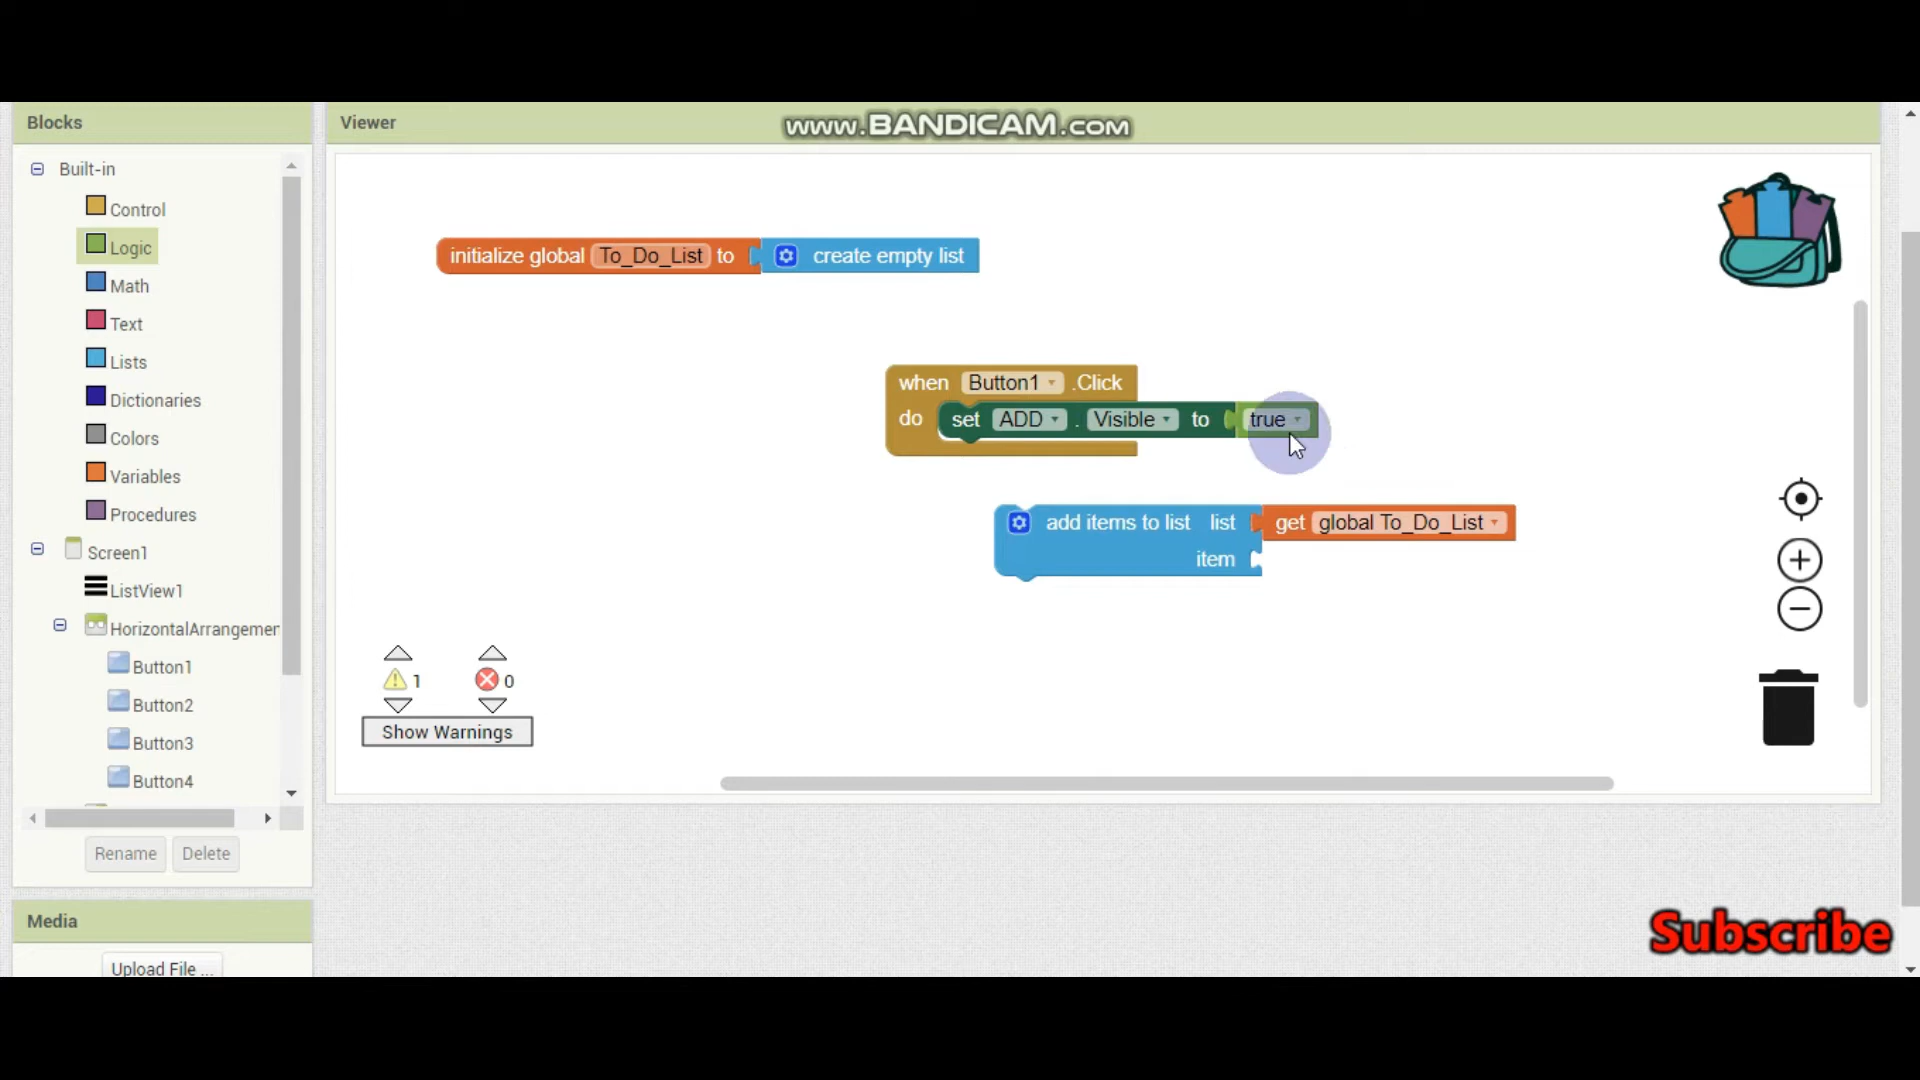 Blocks
Viewer
www.BANDICAM.com
Built-in
Control
Logic
Math
Text
Lists
Dictionaries
Colors
Variables
Procedures
Screen1
ListView1
HorizontalArrangemen
Button1
Button2
Button3
Button4
Rename
Delete
Media
Upload File ...
initialize global To_Do_List to create empty list
when Button1 .Click
do set ADD . Visible to true
add items to list list get global To_Do_List
item
1
0
Show Warnings
Subscribe